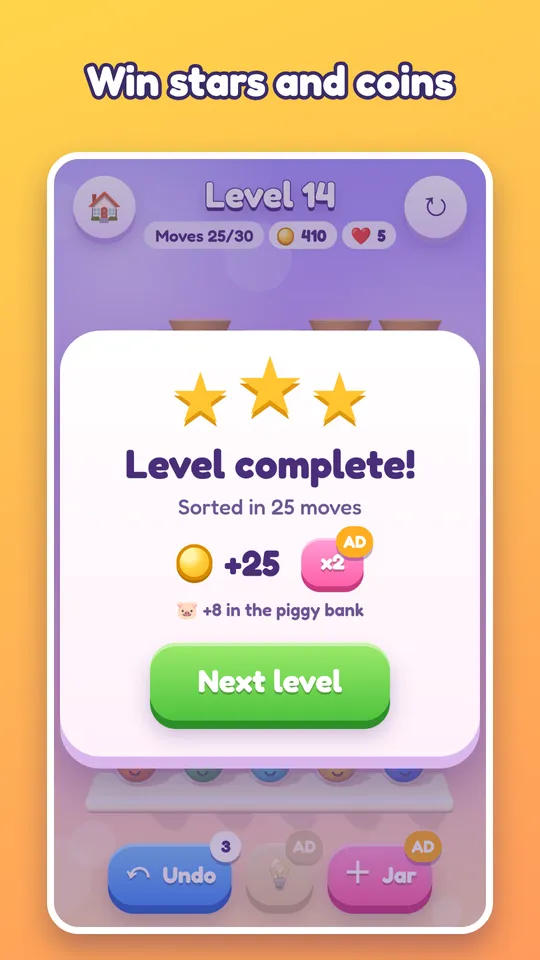 Win stars and coins
Level 14
Moves 25/30
410
5
Level complete!
Sorted in 25 moves
+25
x2
AD
+8 in the piggy bank
Next level
Undo
3
AD
Jar
AD